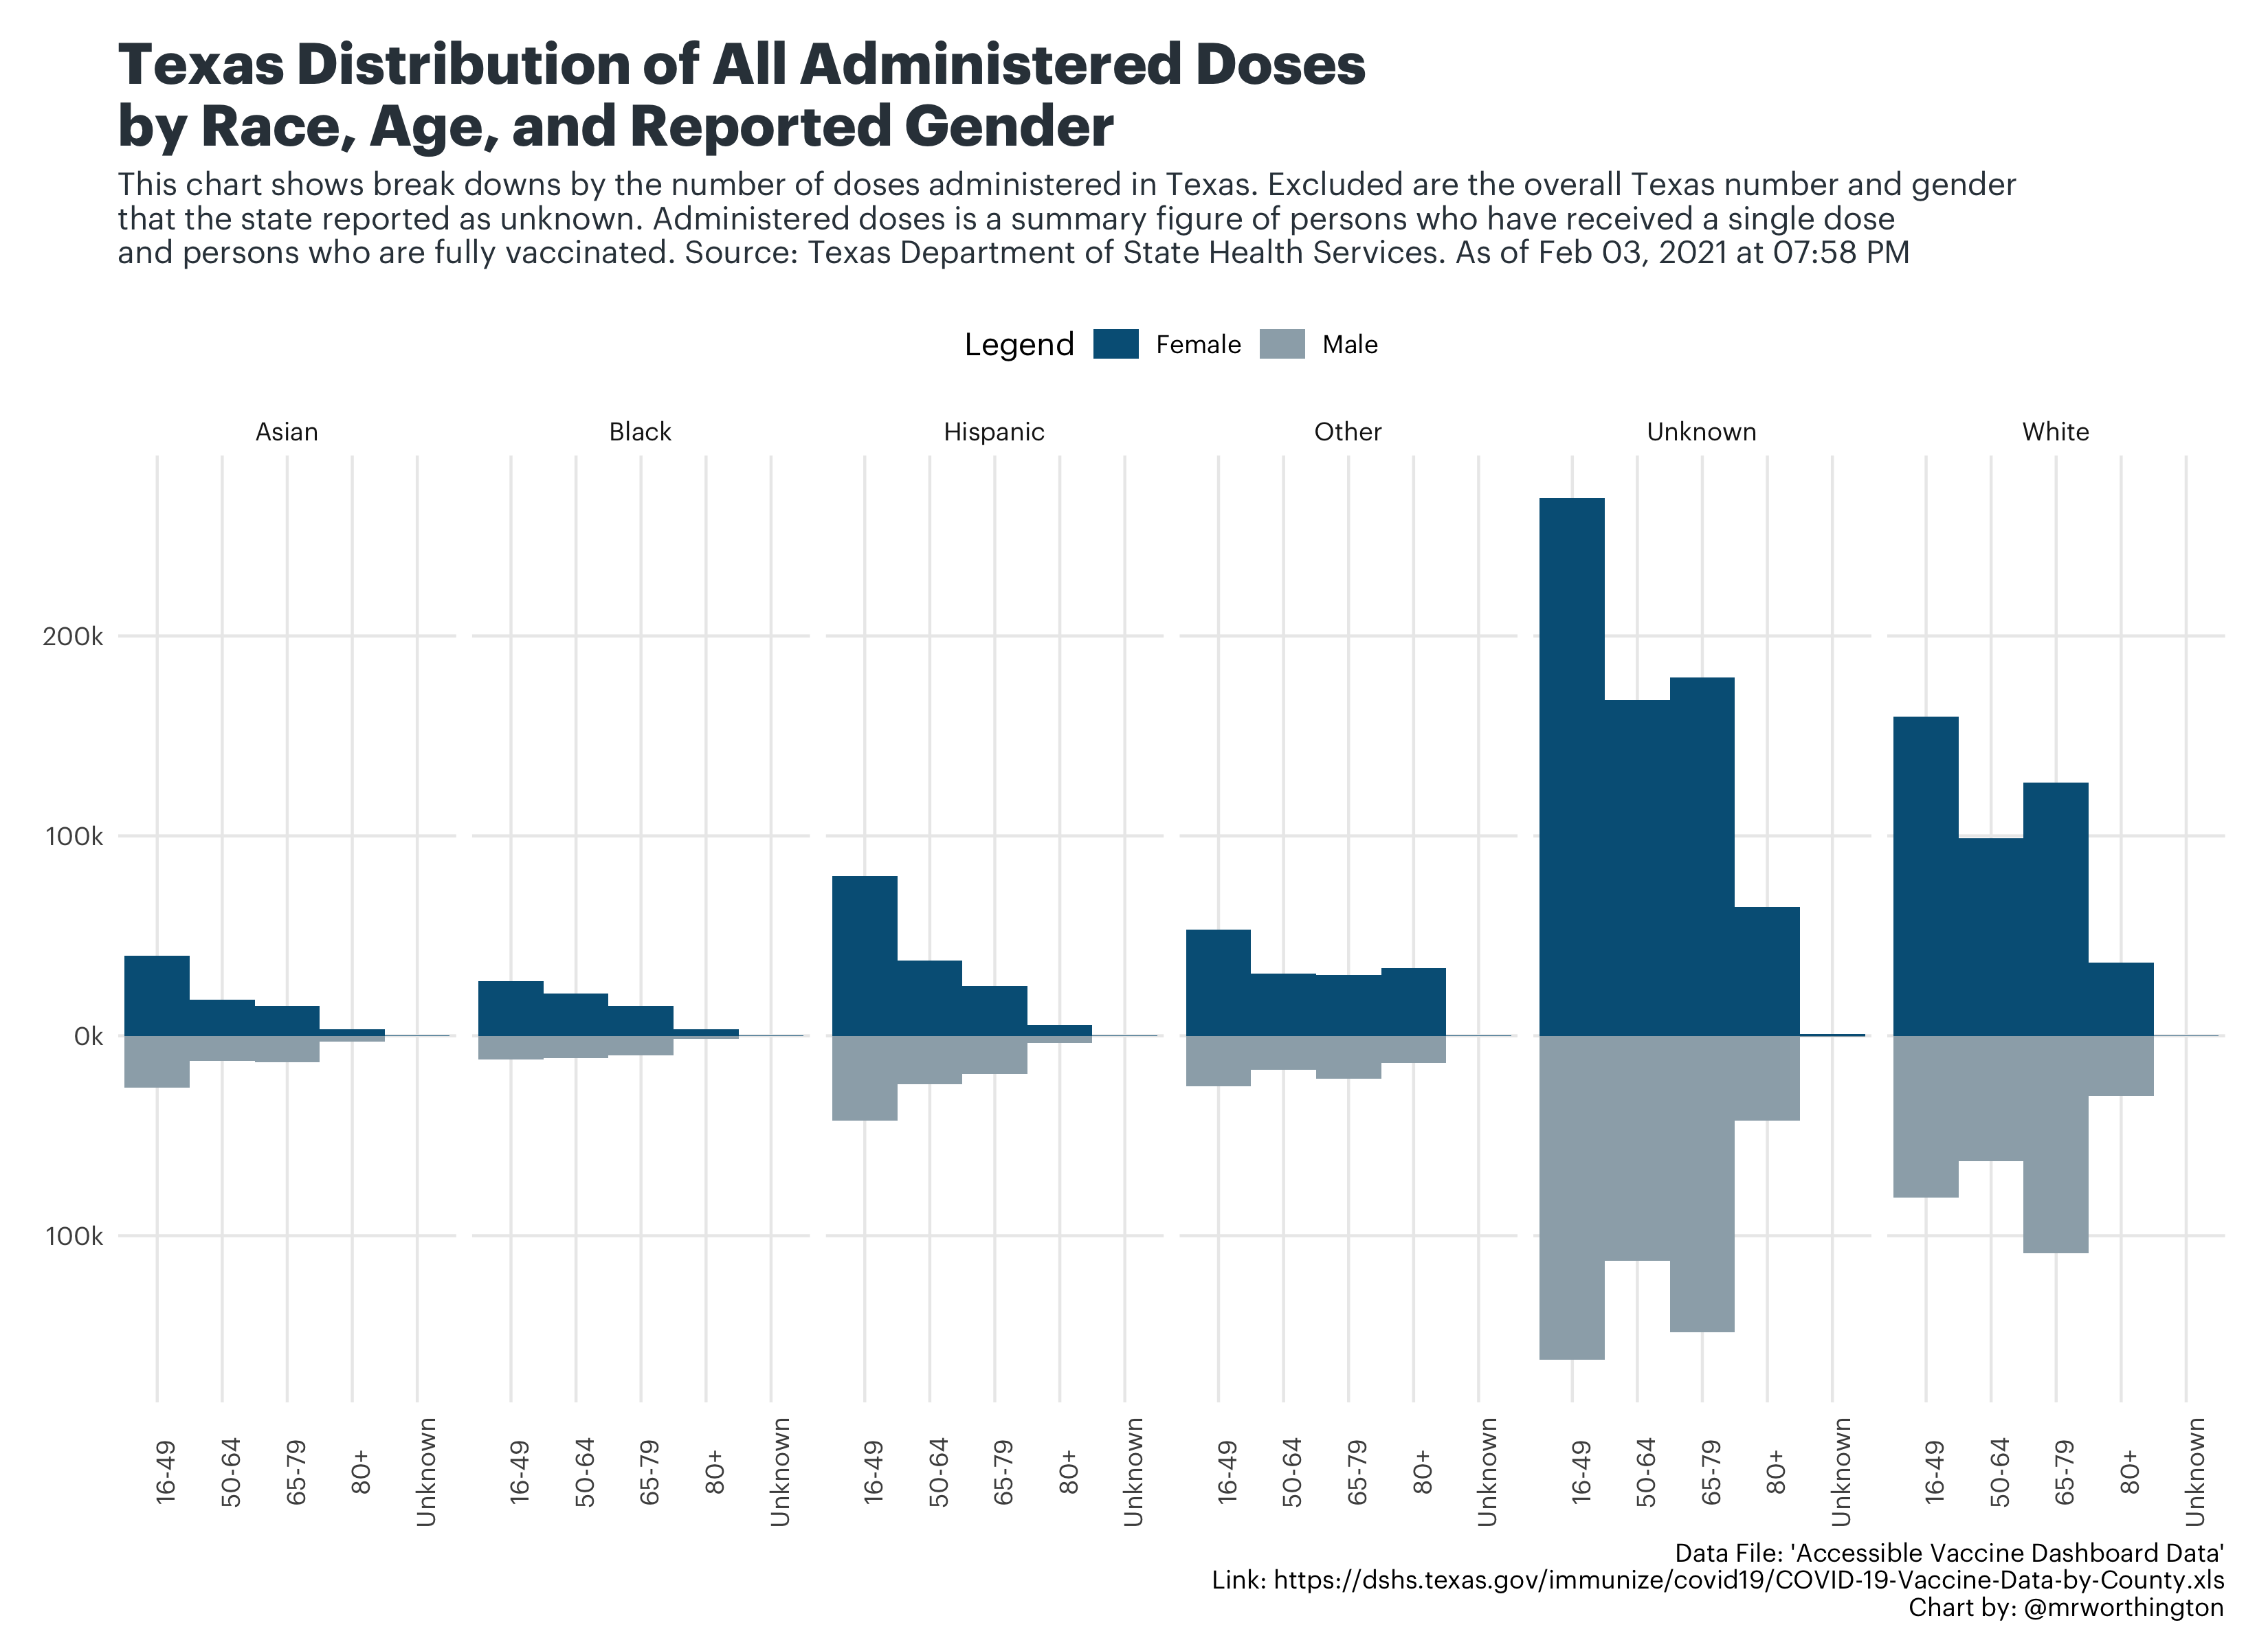 Texas Distribution of All Administered Doses
by Race, Age, and Reported Gender
This chart shows break downs by the number of doses administered in Texas. Excluded are the overall Texas number and gender
that the state reported as unknown. Administered doses is a summary figure of persons who have received a single dose
and persons who are fully vaccinated. Source: Texas Department of State Health Services. As of Feb 03, 2021 at 07:58 PM
Legend Female Male
Asian Black Hispanic Other Unknown White
200k
100k
0k
100k
16-49 50-64 65-79 80+ Unknown 16-49 50-64 65-79 80+ Unknown 16-49 50-64 65-79 80+ Unknown 16-49 50-64 65-79 80+ Unknown 16-49 50-64 65-79 80+ Unknown 16-49 50-64 65-79 80+ Unknown
Data File: 'Accessible Vaccine Dashboard Data'
Link: https://dshs.texas.gov/immunize/covid19/COVID-19-Vaccine-Data-by-County.xls
Chart by: @mrworthington